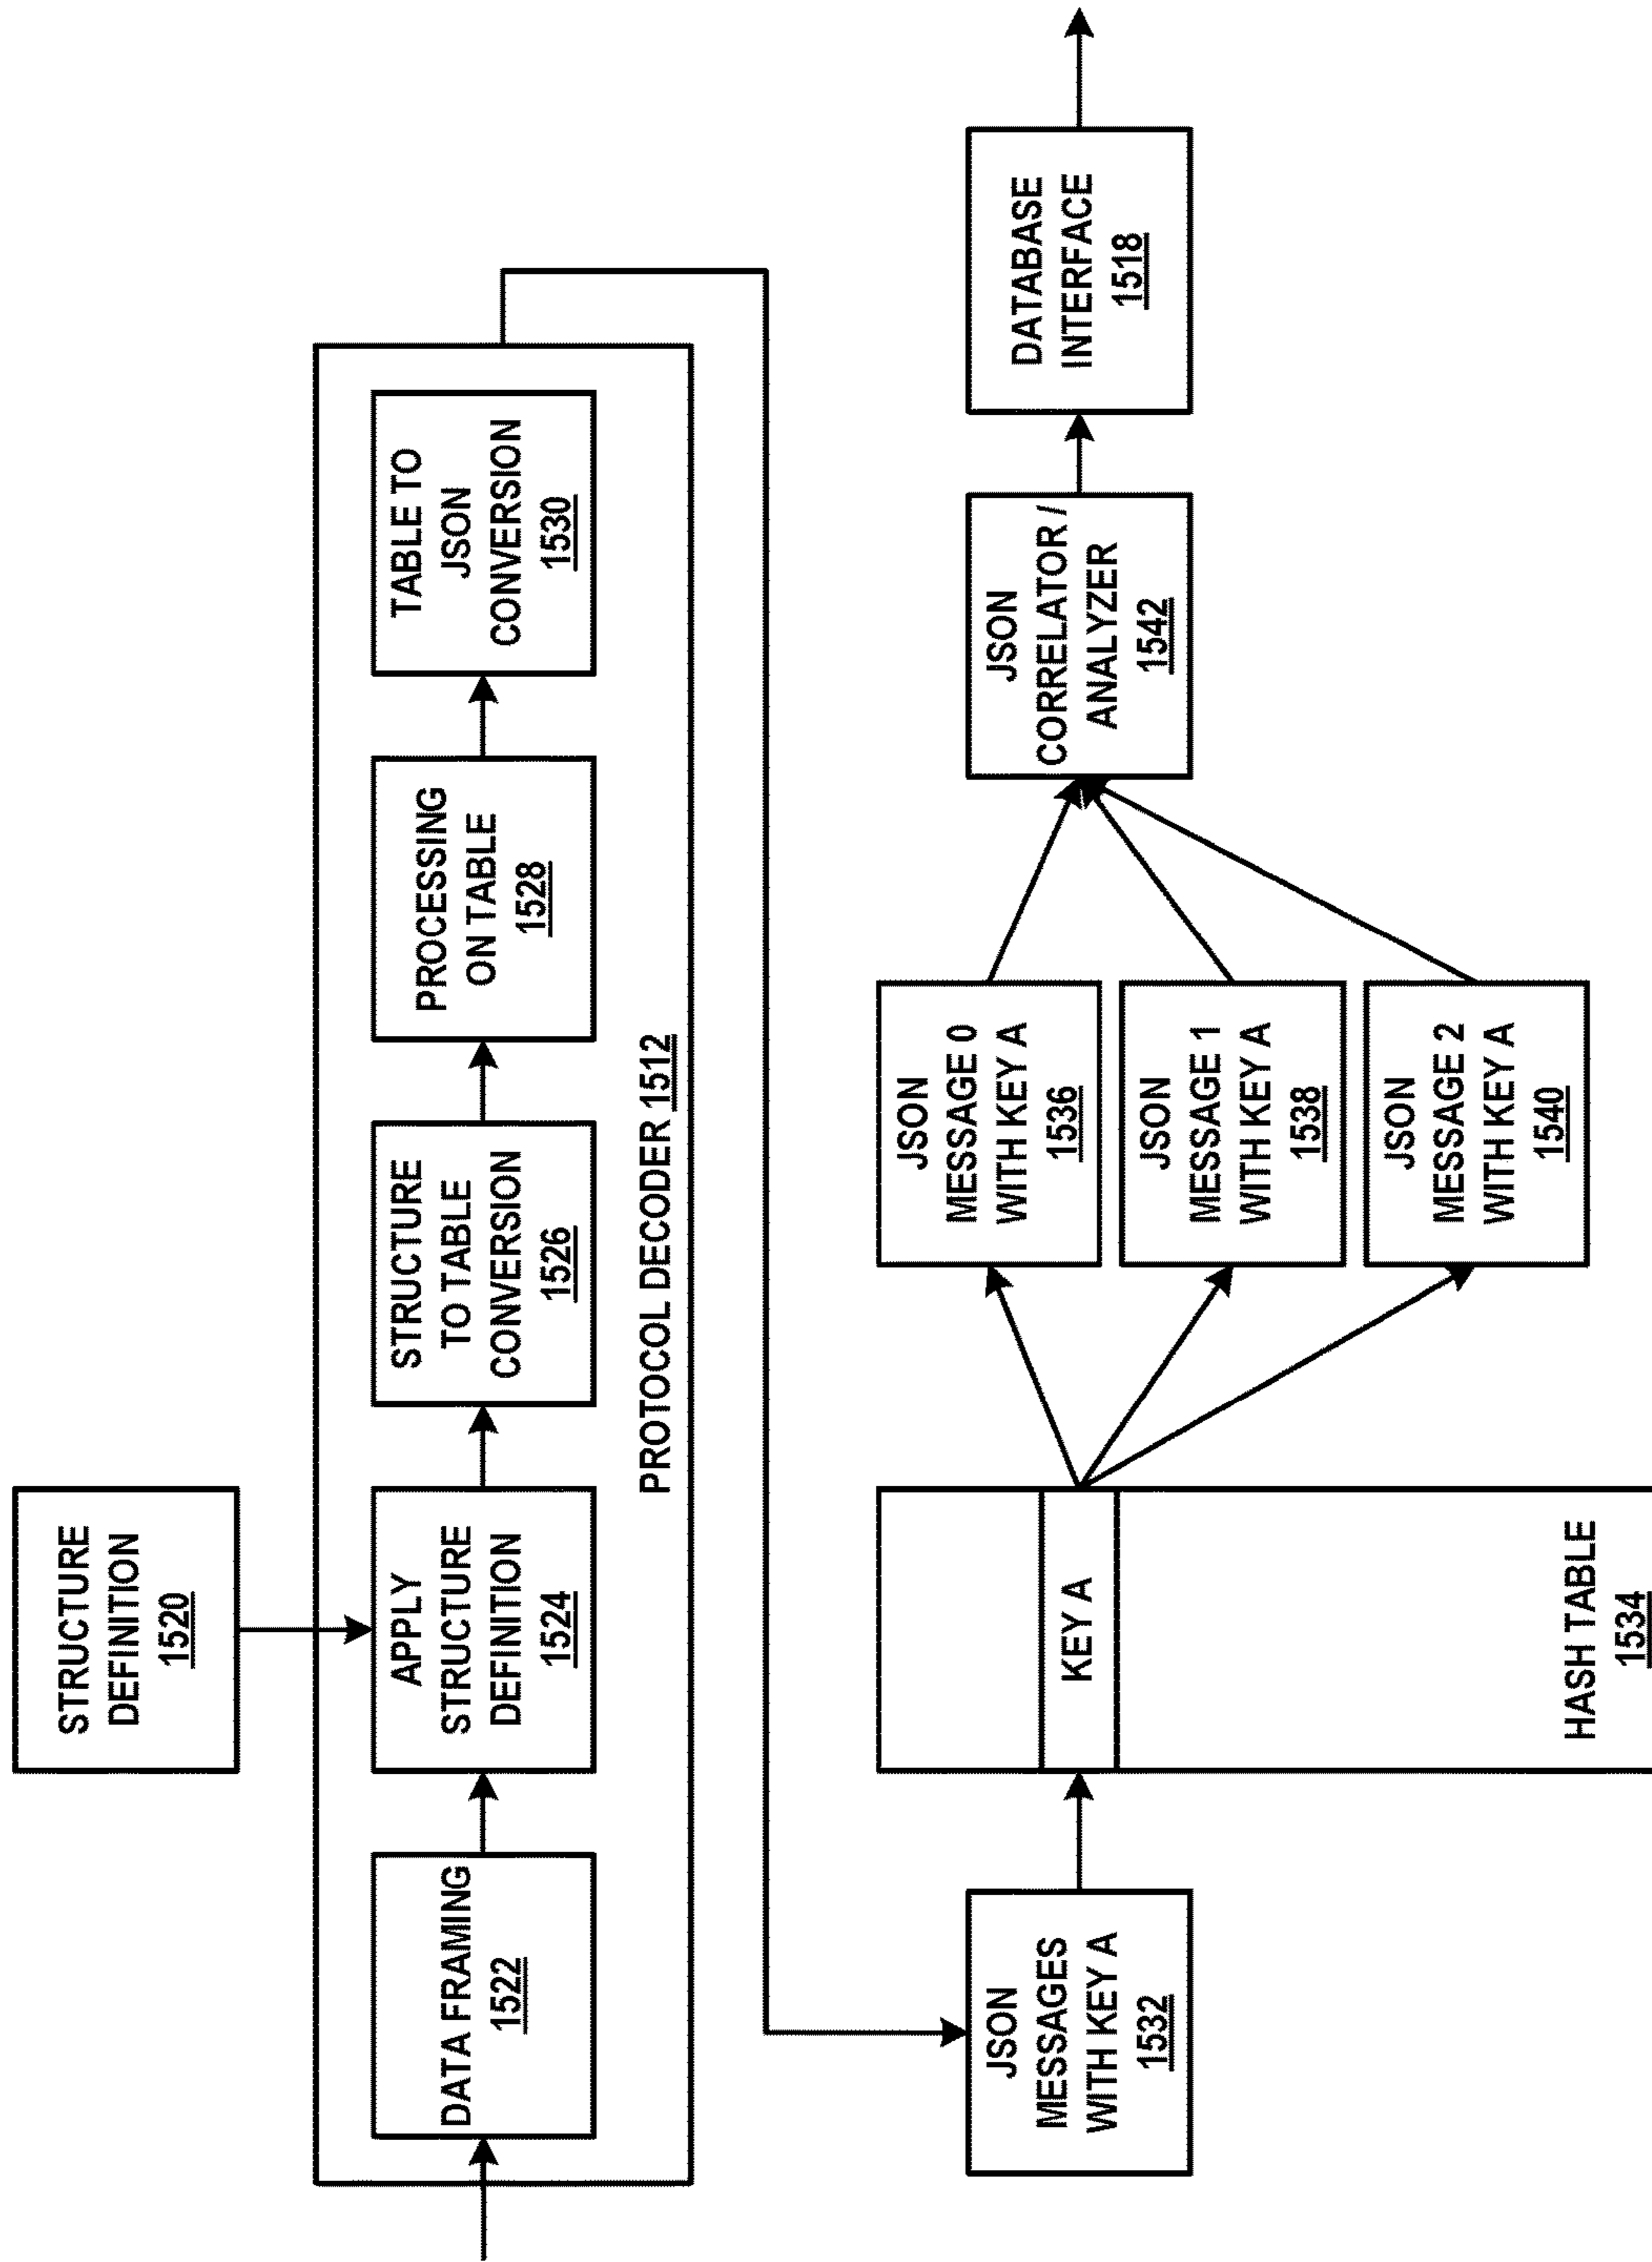 STRUCTURE
DEFINITION
1520
DATA FRAMING
1522
APPLY
STRUCTURE
DEFINITION
1524
STRUCTURE
TO TABLE
CONVERSION
1526
PROCESSING
ON TABLE
1528
TABLE TO
JSON
CONVERSION
1530
PROTOCOL DECODER 1512
JSON
MESSAGES
WITH KEY A
1532
KEY A
HASH TABLE
1534
JSON
MESSAGE 0
WITH KEY A
1536
JSON
MESSAGE 1
WITH KEY A
1538
JSON
MESSAGE 2
WITH KEY A
1540
JSON
CORRELATOR /
ANALYZER
1542
DATABASE
INTERFACE
1518